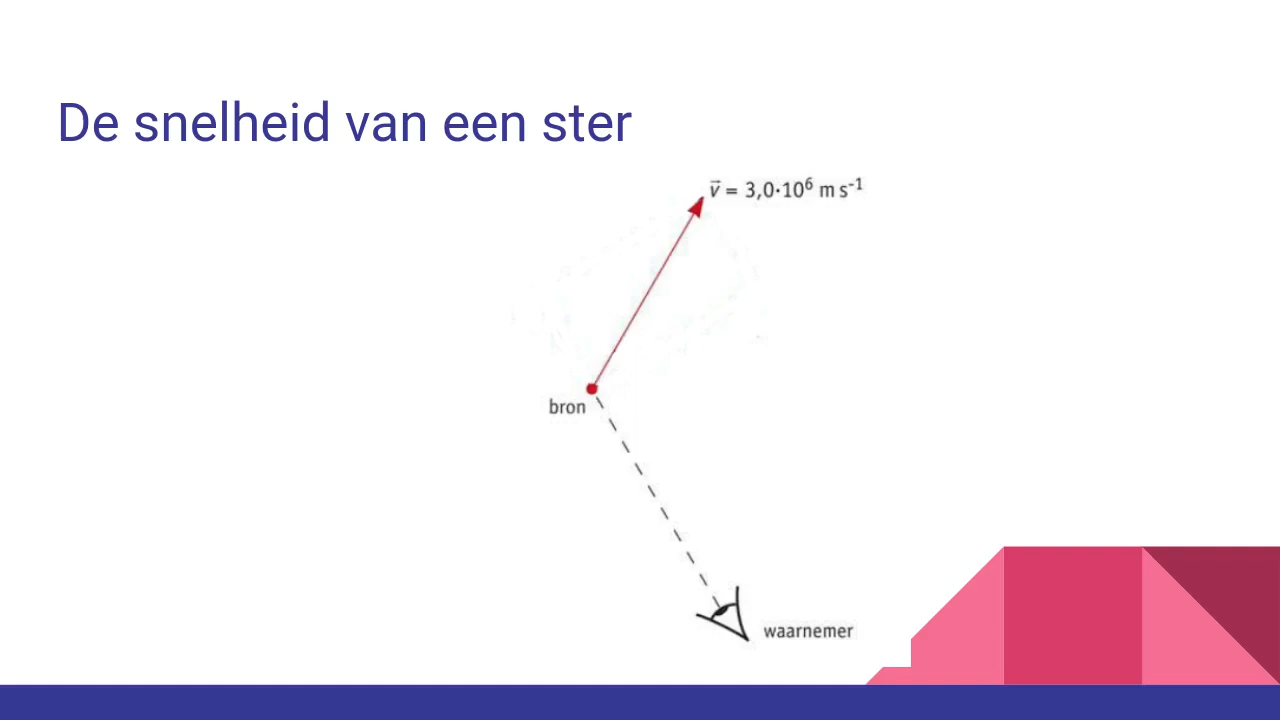 De snelheid van een ster
v⃗ = 3,0·10⁶ m s⁻¹
bron
waarnemer